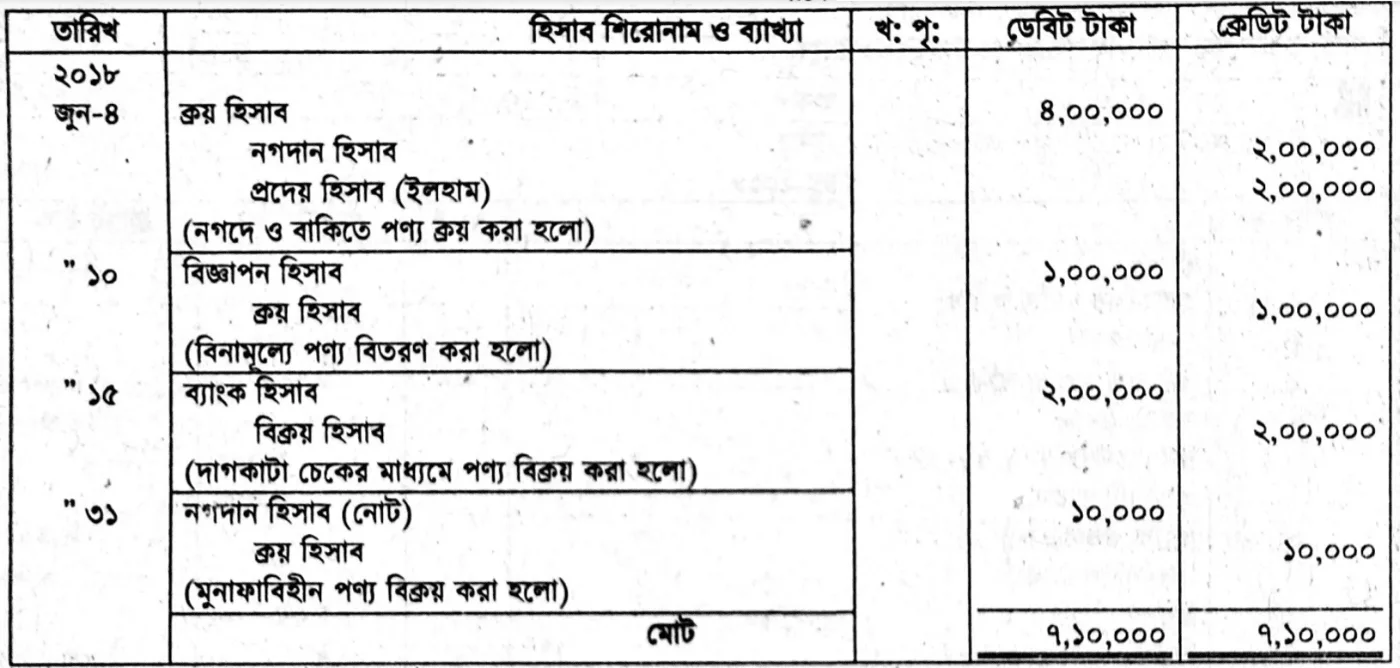 তারিখ হিসাব শিরোনাম ও ব্যাখ্যা খ: পৃ: ডেবিট টাকা ক্রেডিট টাকা
২০১৮
জুন-৪ ক্রয় হিসাব ৪,০০,০০০
নগদান হিসাব ২,০০,০০০
প্রদেয় হিসাব (ইলহাম) ২,০০,০০০
(নগদে ও বাকিতে পণ্য ক্রয় করা হলো)
" ১০ বিজ্ঞাপন হিসাব ১,০০,০০০
ক্রয় হিসাব ১,০০,০০০
(বিনামূল্যে পণ্য বিতরণ করা হলো)
" ১৫ ব্যাংক হিসাব ২,০০,০০০
বিক্রয় হিসাব ২,০০,০০০
(দাগকাটা চেকের মাধ্যমে পণ্য বিক্রয় করা হলো)
" ৩১ নগদান হিসাব (নোট) ১০,০০০
ক্রয় হিসাব ১০,০০০
(মুনাফাবিহীন পণ্য বিক্রয় করা হলো)
মোট ৭,১০,০০০ ৭,১০,০০০